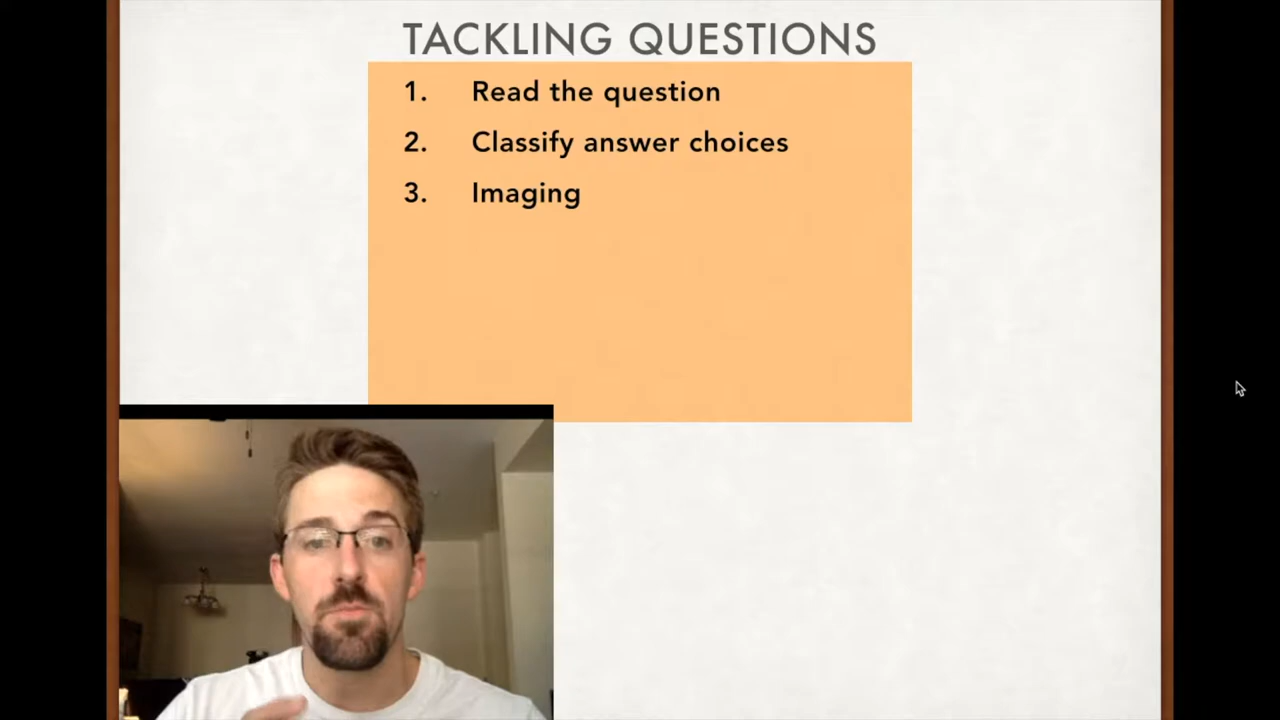 TACKLING QUESTIONS
1. Read the question
2. Classify answer choices
3. Imaging